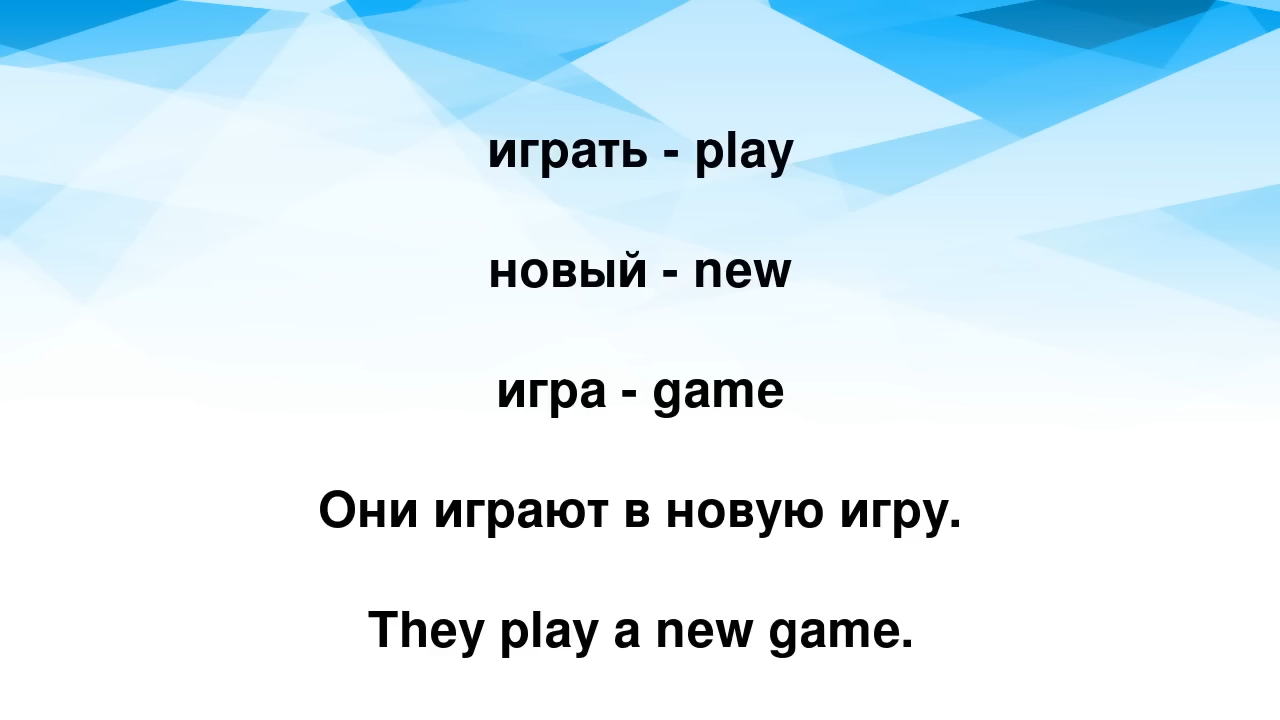 играть - play
новый - new
игра - game
Они играют в новую игру.
They play a new game.